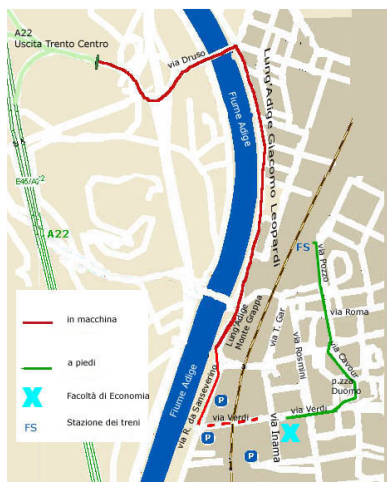 A22
Uscita Trento Centro
via Druso
Fiume Adige
Lung'Adige Giacomo Leopardi
E45/A22
A22
FS
via Pozzo
via Roma
Lung'Adige
Monte Grappa
via T. Gar
via Rosmini
via Cavour
p.zza
Duomo
in macchina
a piedi
Facoltà di Economia
FS
Stazione dei treni
Fiume Adige
via R. da Sanseverino
P
via Verdi
via Verdi
P
via Inama
P